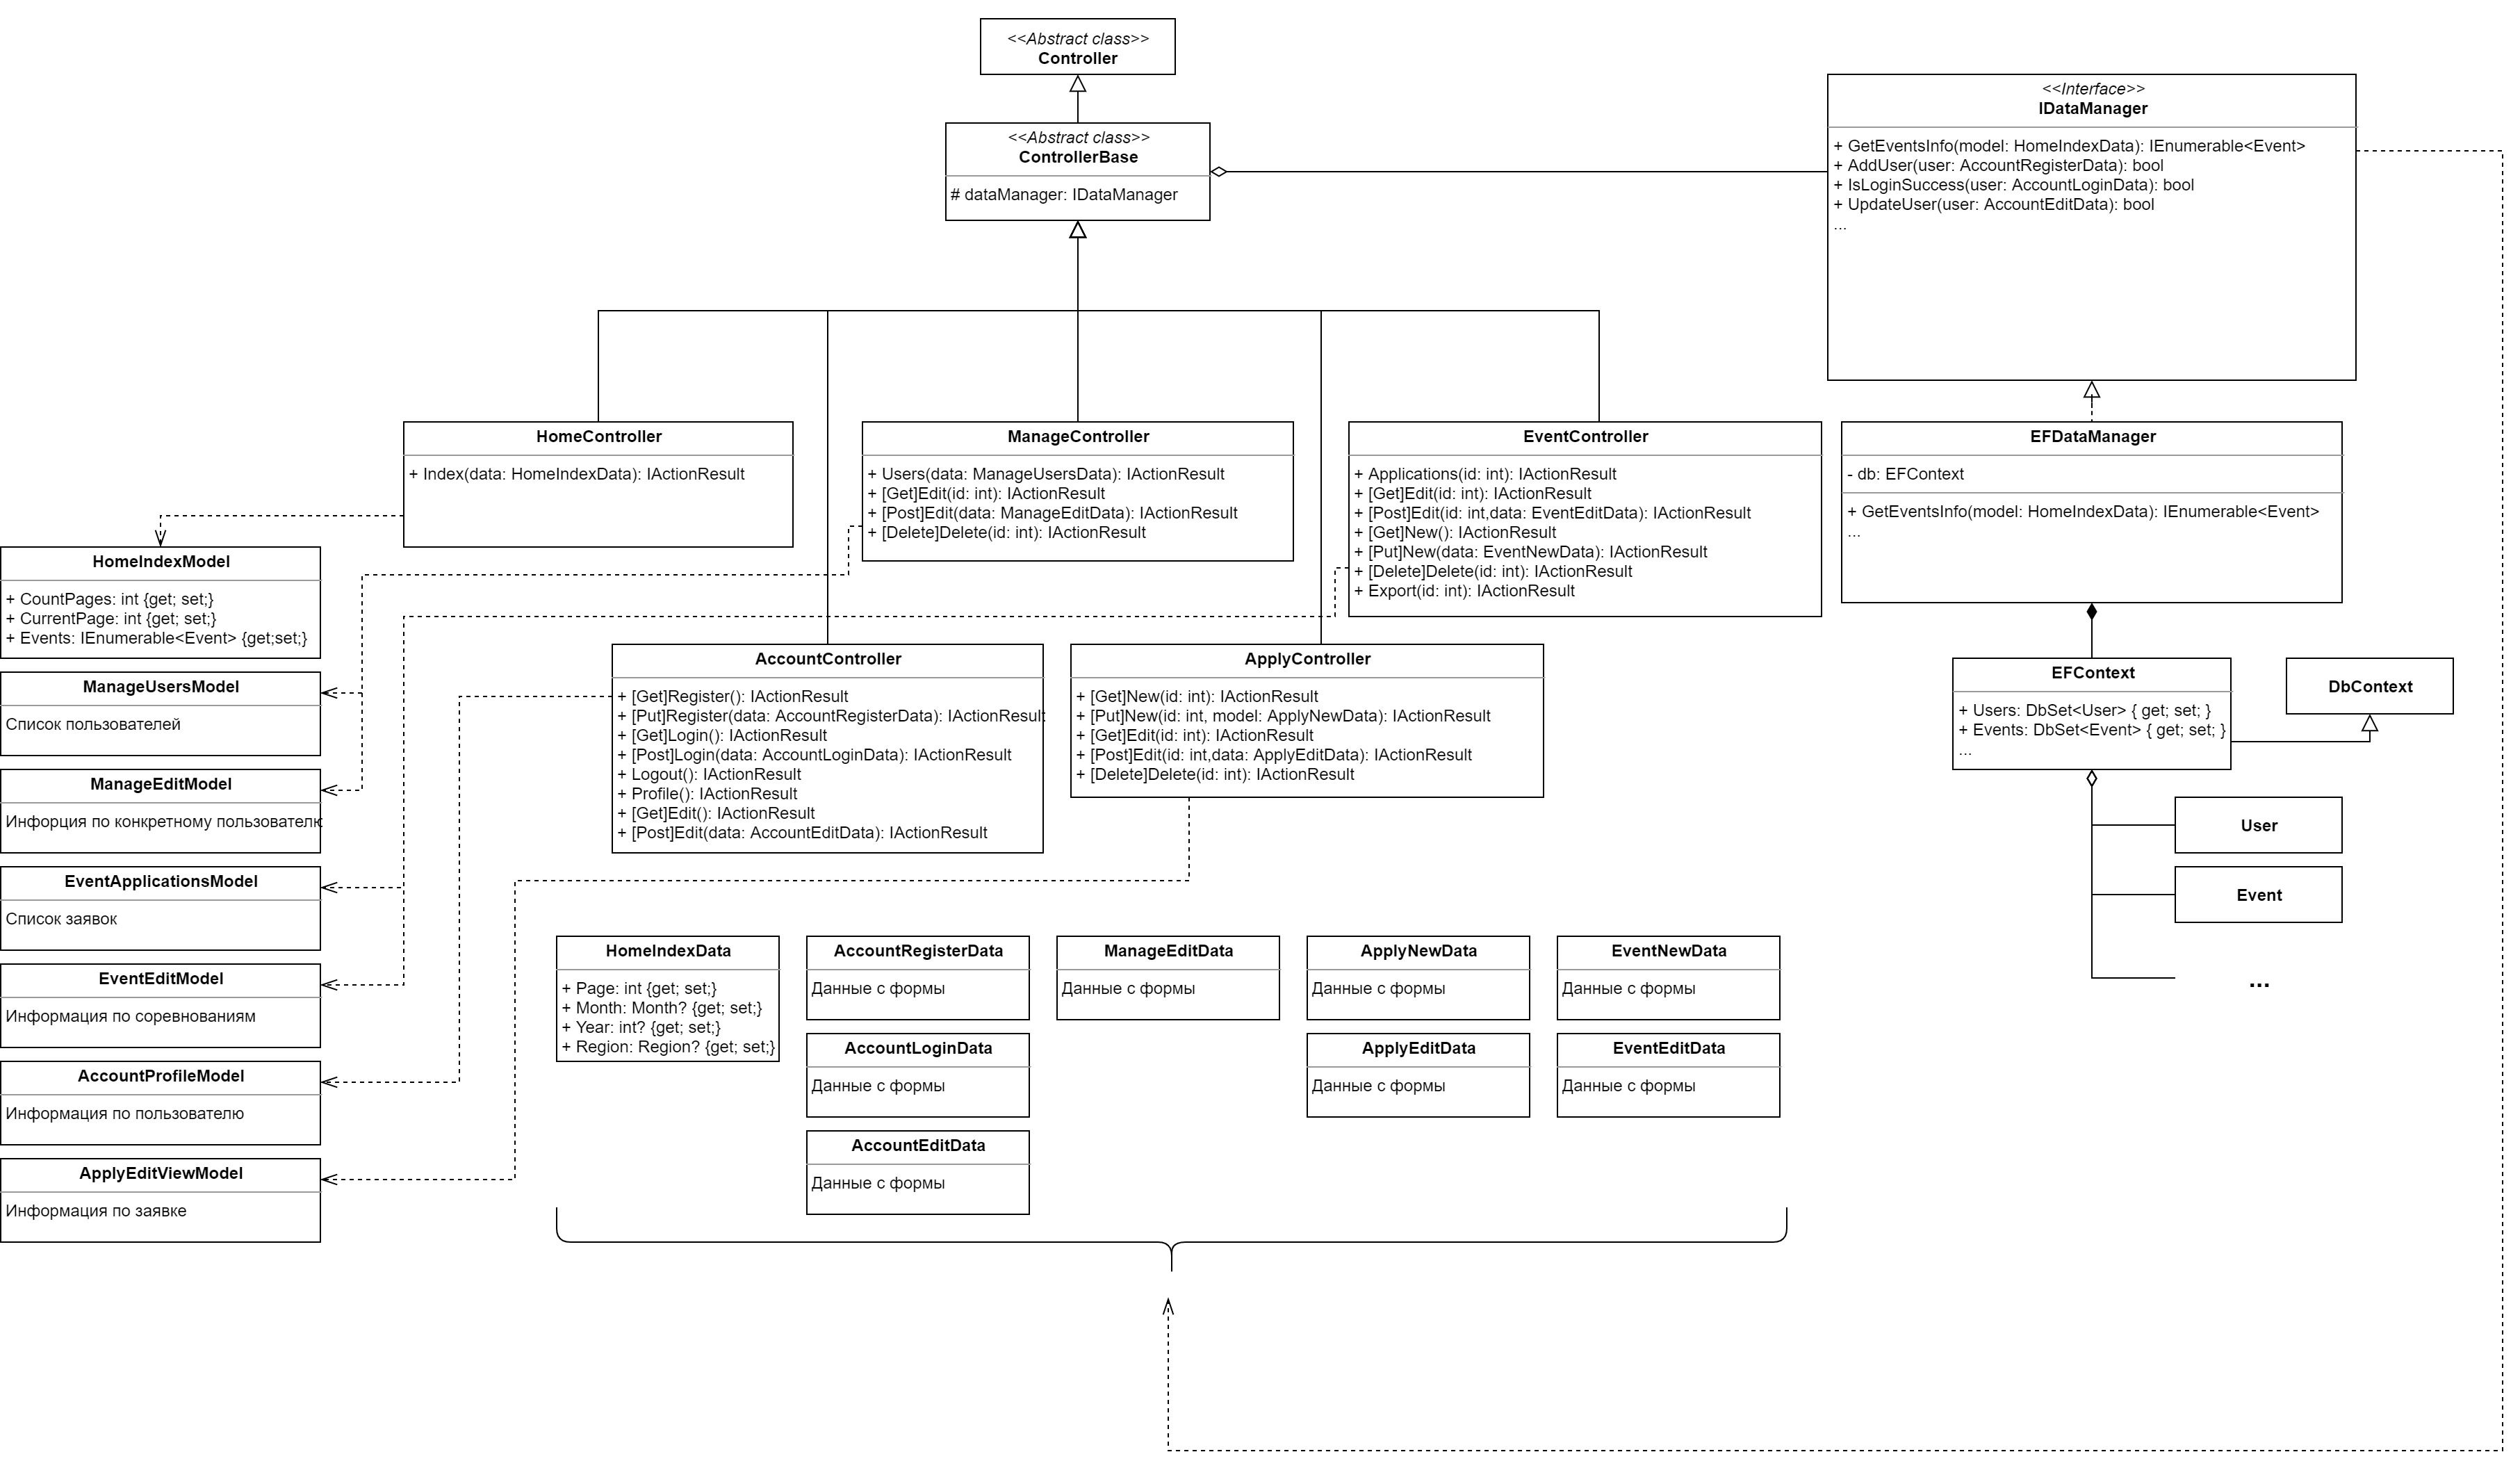 <<Abstract class>>
Controller
<<Abstract class>>
ControllerBase
# dataManager: IDataManager
<<Interface>>
IDataManager
+ GetEventsInfo(model: HomeIndexData): IEnumerable<Event>
+ AddUser(user: AccountRegisterData): bool
+ IsLoginSuccess(user: AccountLoginData): bool
+ UpdateUser(user: AccountEditData): bool
...
HomeController
+ Index(data: HomeIndexData): IActionResult
ManageController
+ Users(data: ManageUsersData): IActionResult
+ [Get]Edit(id: int): IActionResult
+ [Post]Edit(data: ManageEditData): IActionResult
+ [Delete]Delete(id: int): IActionResult
EventController
+ Applications(id: int): IActionResult
+ [Get]Edit(id: int): IActionResult
+ [Post]Edit(id: int,data: EventEditData): IActionResult
+ [Get]New(): IActionResult
+ [Put]New(data: EventNewData): IActionResult
+ [Delete]Delete(id: int): IActionResult
+ Export(id: int): IActionResult
EFDataManager
- db: EFContext
+ GetEventsInfo(model: HomeIndexData): IEnumerable<Event>
...
HomeIndexModel
+ CountPages: int {get; set;}
+ CurrentPage: int {get; set;}
+ Events: IEnumerable<Event> {get;set;}
ManageUsersModel
Список пользователей
ManageEditModel
Инфорция по конкретному пользователю
EventApplicationsModel
Список заявок
EventEditModel
Информация по соревнованиям
AccountProfileModel
Информация по пользователю
ApplyEditViewModel
Информация по заявке
AccountController
+ [Get]Register(): IActionResult
+ [Put]Register(data: AccountRegisterData): IActionResult
+ [Get]Login(): IActionResult
+ [Post]Login(data: AccountLoginData): IActionResult
+ Logout(): IActionResult
+ Profile(): IActionResult
+ [Get]Edit(): IActionResult
+ [Post]Edit(data: AccountEditData): IActionResult
ApplyController
+ [Get]New(id: int): IActionResult
+ [Put]New(id: int, model: ApplyNewData): IActionResult
+ [Get]Edit(id: int): IActionResult
+ [Post]Edit(id: int,data: ApplyEditData): IActionResult
+ [Delete]Delete(id: int): IActionResult
EFContext
+ Users: DbSet<User> { get; set; }
+ Events: DbSet<Event> { get; set; }
...
DbContext
User
Event
...
HomeIndexData
+ Page: int {get; set;}
+ Month: Month? {get; set;}
+ Year: int? {get; set;}
+ Region: Region? {get; set;}
AccountRegisterData
Данные с формы
AccountLoginData
Данные с формы
AccountEditData
Данные с формы
ManageEditData
Данные с формы
ApplyNewData
Данные с формы
ApplyEditData
Данные с формы
EventNewData
Данные с формы
EventEditData
Данные с формы